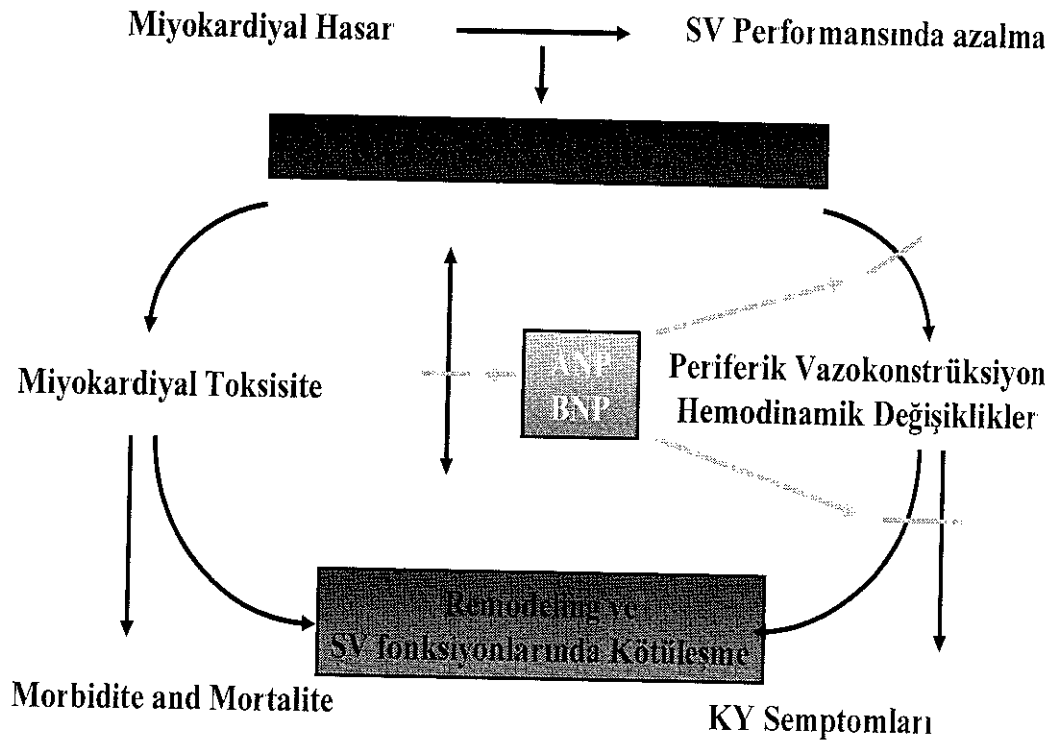 Miyokardiyal Hasar
SV Performansında azalma
Miyokardiyal Toksisite
ANP
BNP
Periferik Vazokonstrüksiyon
Hemodinamik Değişiklikler
Remodeling ve
SV fonksiyonlarında Kötüleşme
Morbidite and Mortalite
KY Semptomları